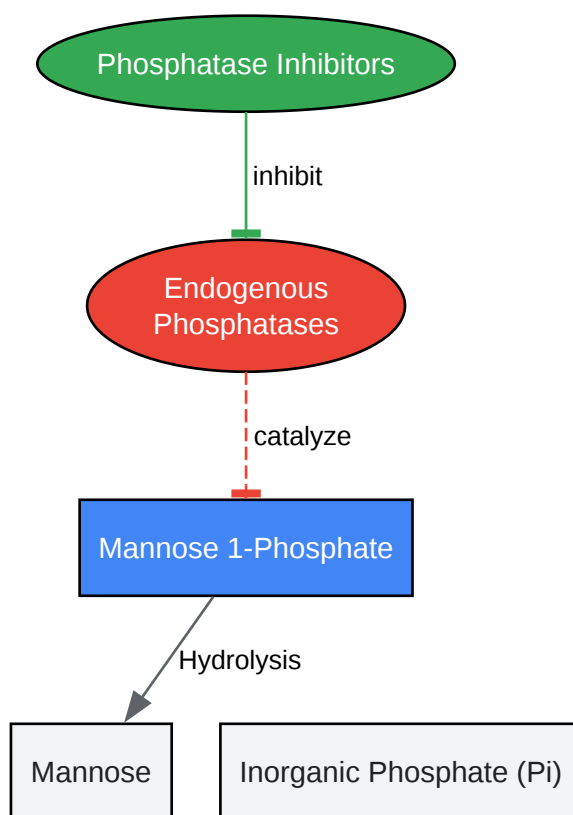 Phosphatase Inhibitors
inhibit
Endogenous
Phosphatases
catalyze
Mannose 1-Phosphate
Hydrolysis
Mannose
Inorganic Phosphate (Pi)